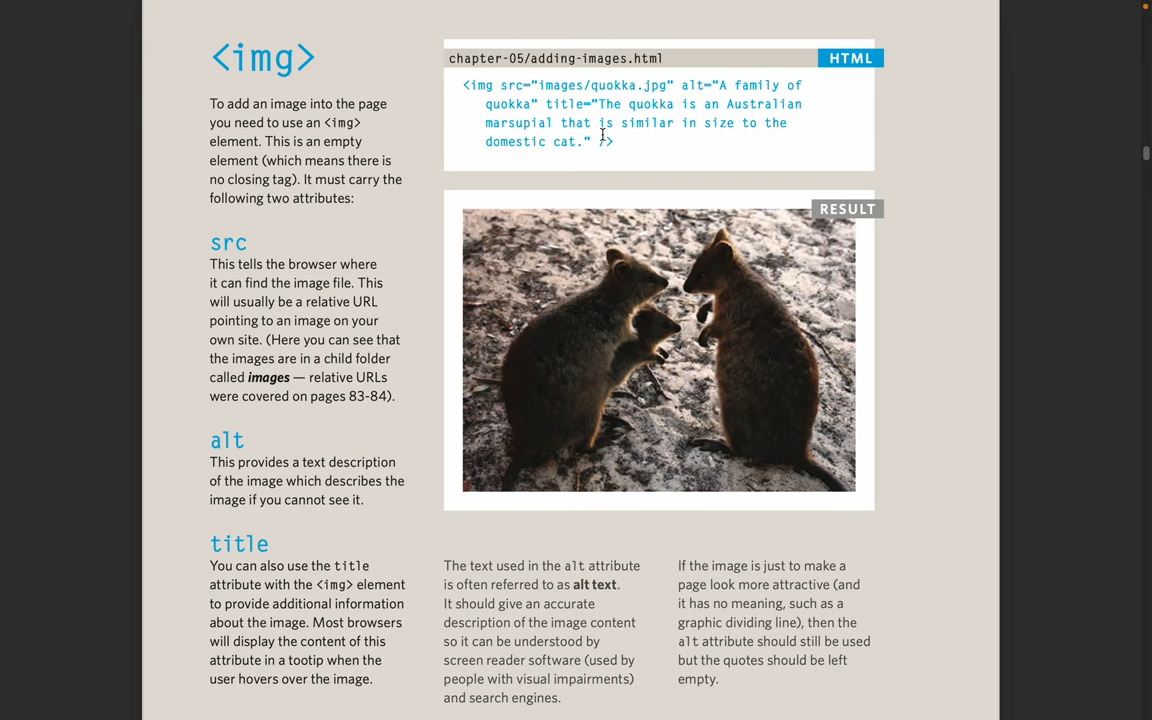 <img>
To add an image into the page
you need to use an <img>
element. This is an empty
element (which means there is
no closing tag). It must carry the
following two attributes:
src
This tells the browser where
it can find the image file. This
will usually be a relative URL
pointing to an image on your
own site. (Here you can see that
the images are in a child folder
called images — relative URLs
were covered on pages 83-84).
alt
This provides a text description
of the image which describes the
image if you cannot see it.
title
You can also use the title
attribute with the <img> element
to provide additional information
about the image. Most browsers
will display the content of this
attribute in a tootip when the
user hovers over the image.
chapter-05/adding-images.html
HTML
<img src="images/quokka.jpg" alt="A family of
quokka" title="The quokka is an Australian
marsupial that is similar in size to the
domestic cat." />
RESULT
The text used in the alt attribute
is often referred to as alt text.
It should give an accurate
description of the image content
so it can be understood by
screen reader software (used by
people with visual impairments)
and search engines.
If the image is just to make a
page look more attractive (and
it has no meaning, such as a
graphic dividing line), then the
alt attribute should still be used
but the quotes should be left
empty.